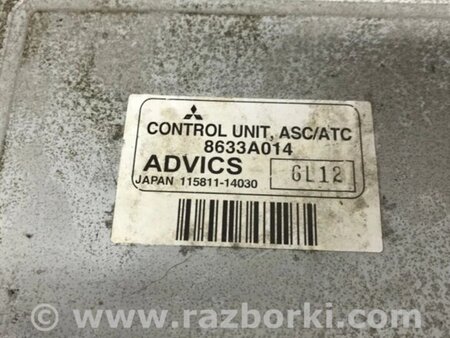 CONTROL UNIT, ASC/ATC
8633A014
ADVICS 6L12
JAPAN 115811-14030
© www.razborki.com